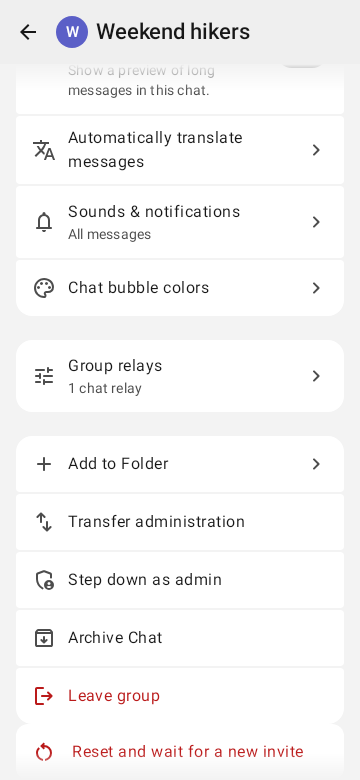 W
Weekend hikers
Show a preview of long
messages in this chat.
Automatically translate
messages
Sounds & notifications
All messages
Chat bubble colors
Group relays
1 chat relay
Add to Folder
Transfer administration
Step down as admin
Archive Chat
Leave group
Reset and wait for a new invite